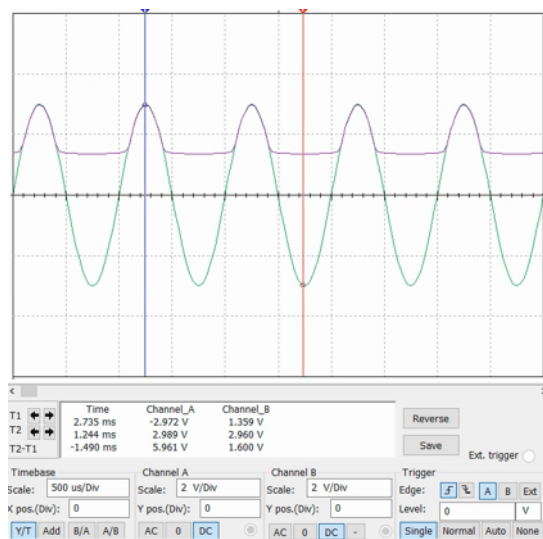 Time Channel_A Channel_B
T1 2.735 ms -2.972 V 1.359 V
T2 1.244 ms 2.989 V 2.960 V
T2-T1 -1.490 ms 5.961 V 1.600 V
Reverse
Save
Ext. trigger
Timebase
Scale: 500 us/Div
X pos.(Div): 0
Y/T Add B/A A/B
Channel A
Scale: 2 V/Div
Y pos.(Div): 0
AC 0 DC
Channel B
Scale: 2 V/Div
Y pos.(Div): 0
AC 0 DC -
Trigger
Edge: A B Ext
Level: 0 V
Single Normal Auto None